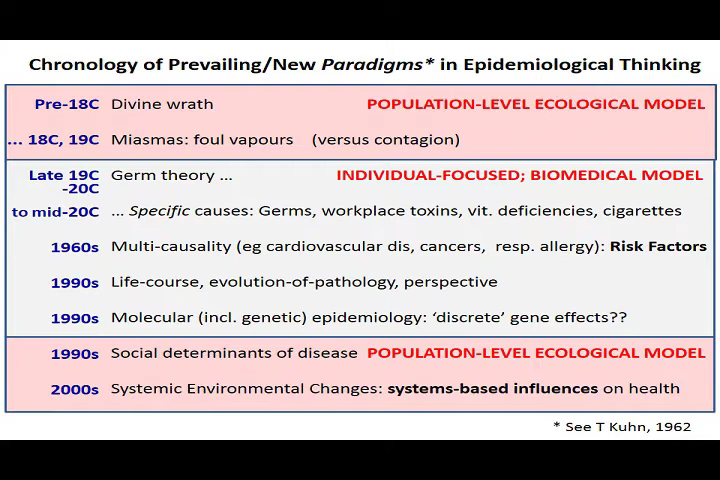 Chronology of Prevailing/New Paradigms* in Epidemiological Thinking
Pre-18C Divine wrath POPULATION-LEVEL ECOLOGICAL MODEL
... 18C, 19C Miasmas: foul vapours (versus contagion)
Late 19C Germ theory ... INDIVIDUAL-FOCUSED; BIOMEDICAL MODEL
-20C
to mid-20C ... Specific causes: Germs, workplace toxins, vit. deficiencies, cigarettes
1960s Multi-causality (eg cardiovascular dis, cancers, resp. allergy): Risk Factors
1990s Life-course, evolution-of-pathology, perspective
1990s Molecular (incl. genetic) epidemiology: ‘discrete’ gene effects??
1990s Social determinants of disease POPULATION-LEVEL ECOLOGICAL MODEL
2000s Systemic Environmental Changes: systems-based influences on health
* See T Kuhn, 1962